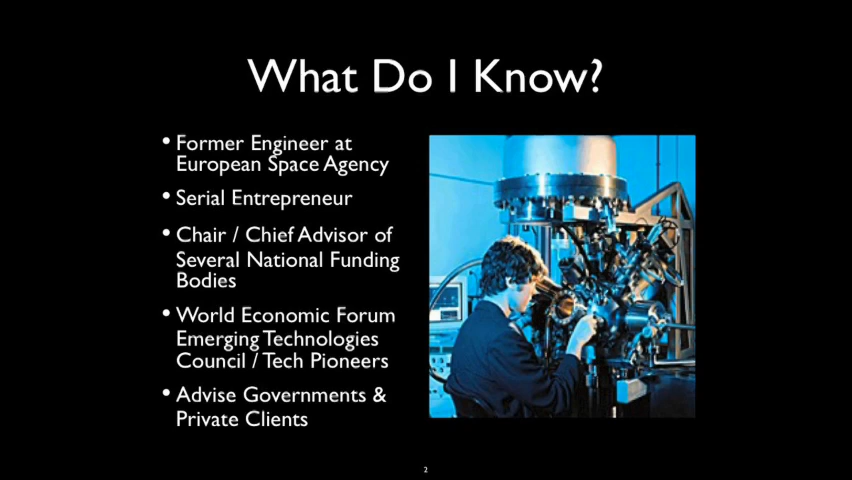 What Do I Know?
• Former Engineer at
European Space Agency
• Serial Entrepreneur
• Chair / Chief Advisor of
Several National Funding
Bodies
• World Economic Forum
Emerging Technologies
Council / Tech Pioneers
• Advise Governments &
Private Clients
2